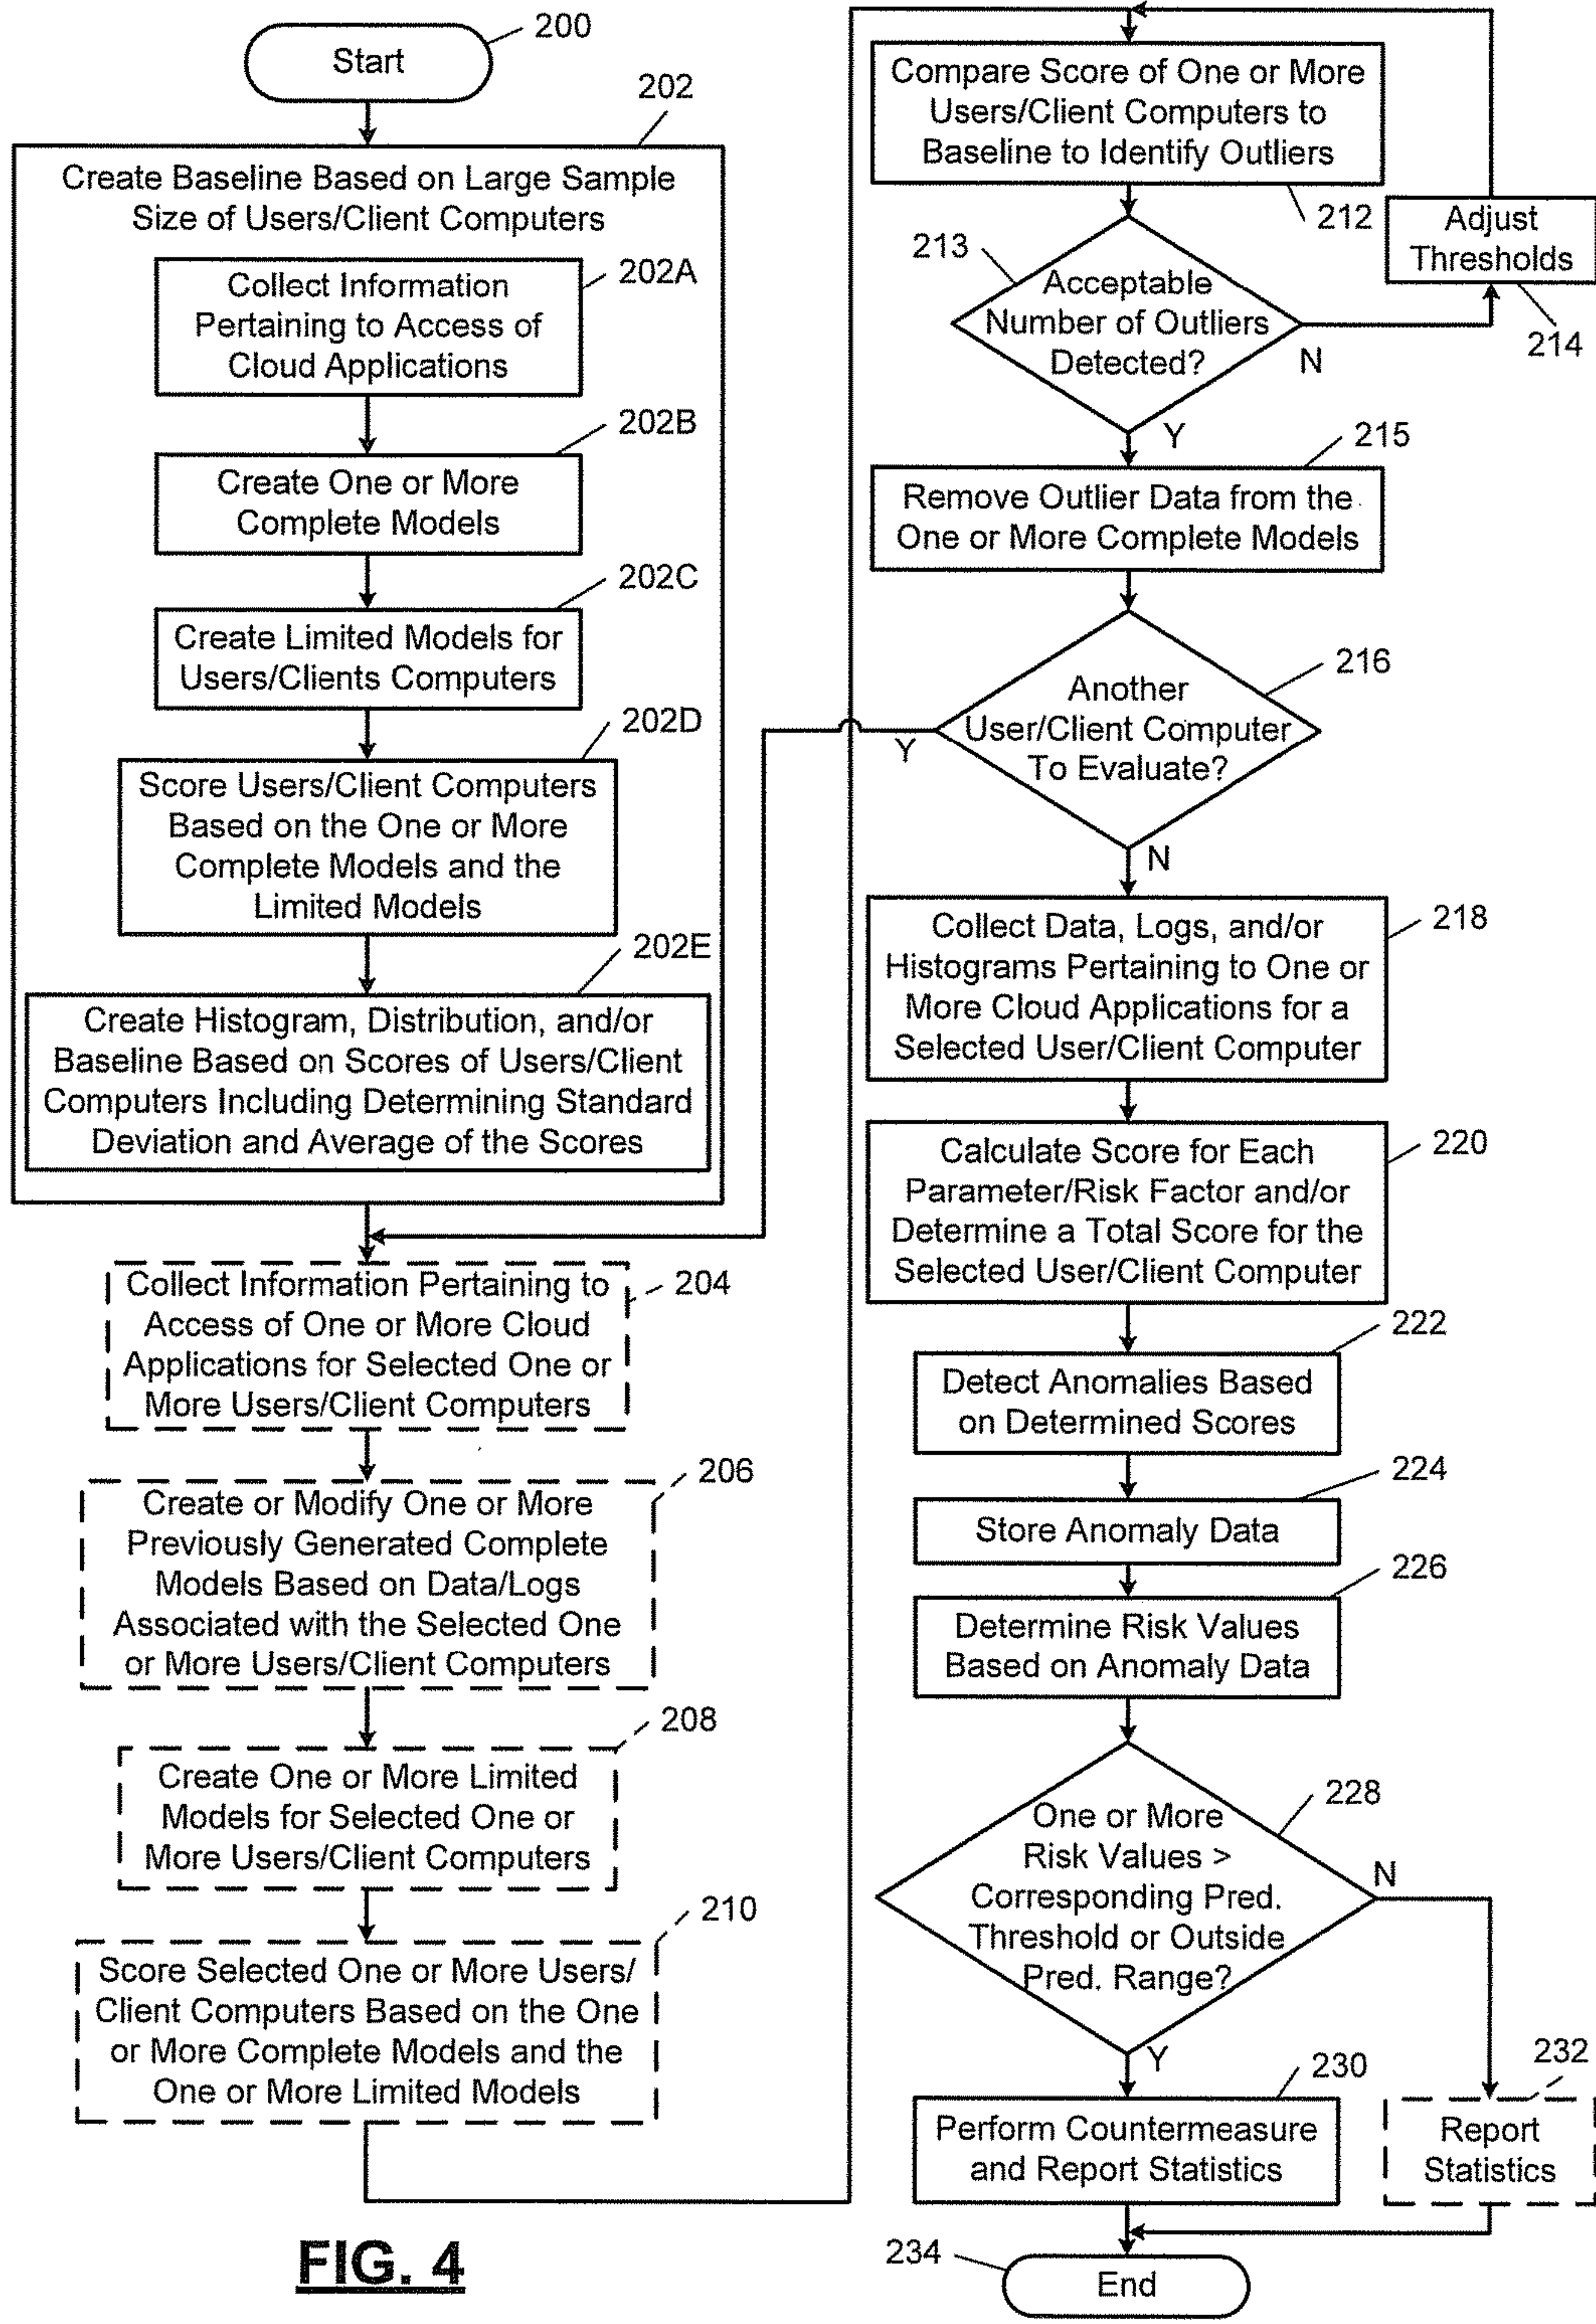 200
Start
202
Create Baseline Based on Large Sample
Size of Users/Client Computers
202A
Collect Information
Pertaining to Access of
Cloud Applications
202B
Create One or More
Complete Models
202C
Create Limited Models for
Users/Clients Computers
202D
Score Users/Client Computers
Based on the One or More
Complete Models and the
Limited Models
202E
Create Histogram, Distribution, and/or
Baseline Based on Scores of Users/Client
Computers Including Determining Standard
Deviation and Average of the Scores
204
Collect Information Pertaining to
Access of One or More Cloud
Applications for Selected One or
More Users/Client Computers
206
Create or Modify One or More
Previously Generated Complete
Models Based on Data/Logs
Associated with the Selected One
or More Users/Client Computers
208
Create One or More Limited
Models for Selected One or
More Users/Client Computers
210
Score Selected One or More Users/
Client Computers Based on the One
or More Complete Models and the
One or More Limited Models
Compare Score of One or More
Users/Client Computers to
Baseline to Identify Outliers
212
Adjust
Thresholds
214
213
Acceptable
Number of Outliers
Detected?
N
Y
215
Remove Outlier Data from the
One or More Complete Models
216
Another
User/Client Computer
To Evaluate?
Y
N
218
Collect Data, Logs, and/or
Histograms Pertaining to One or
More Cloud Applications for a
Selected User/Client Computer
220
Calculate Score for Each
Parameter/Risk Factor and/or
Determine a Total Score for the
Selected User/Client Computer
222
Detect Anomalies Based
on Determined Scores
224
Store Anomaly Data
226
Determine Risk Values
Based on Anomaly Data
228
One or More
Risk Values >
Corresponding Pred.
Threshold or Outside
Pred. Range?
N
Y
230
Perform Countermeasure
and Report Statistics
232
Report
Statistics
234
End
FIG. 4